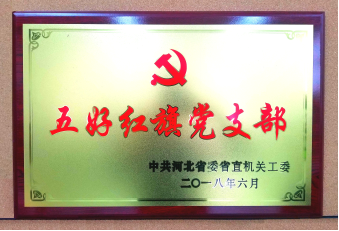 五好红旗党支部
中共河北省委省直机关工委
二〇一八年六月